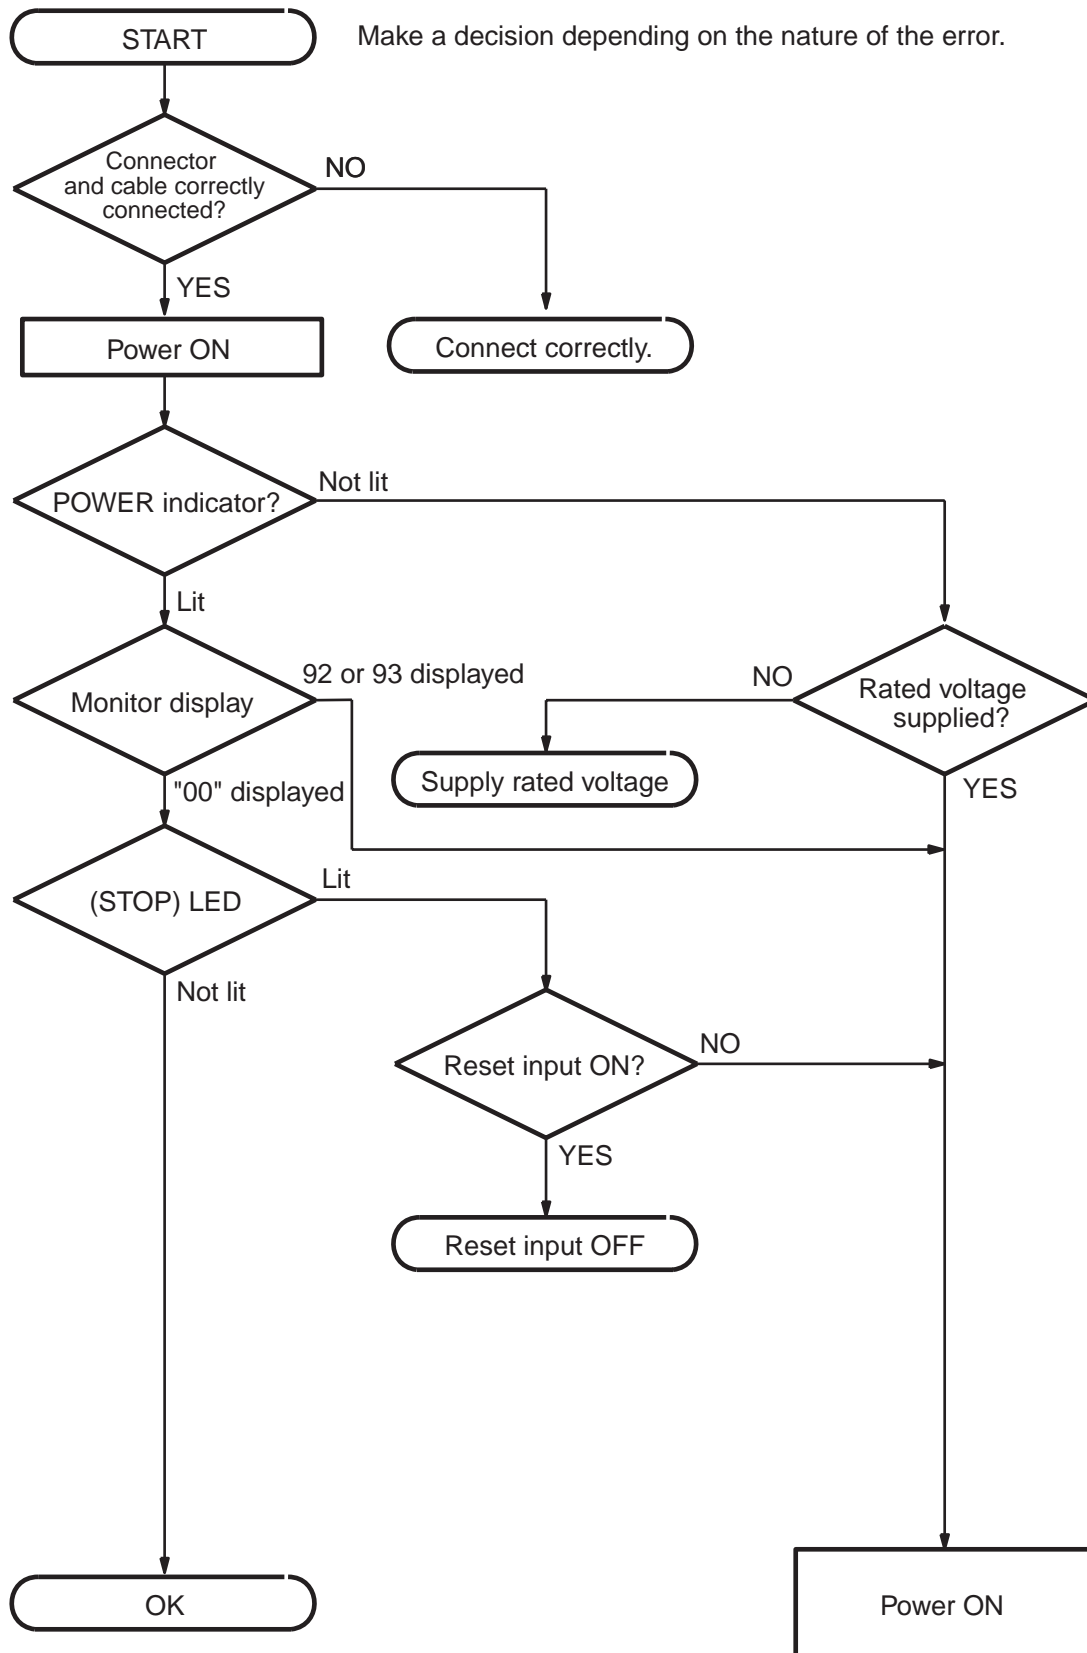 START
Make a decision depending on the nature of the error.
Connector
and cable correctly
connected?
NO
YES
Power ON
Connect correctly.
POWER indicator?
Not lit
Lit
Monitor display
92 or 93 displayed
NO
Rated voltage
supplied?
Supply rated voltage
"00" displayed
YES
(STOP) LED
Lit
Not lit
Reset input ON?
NO
YES
Reset input OFF
OK
Power ON